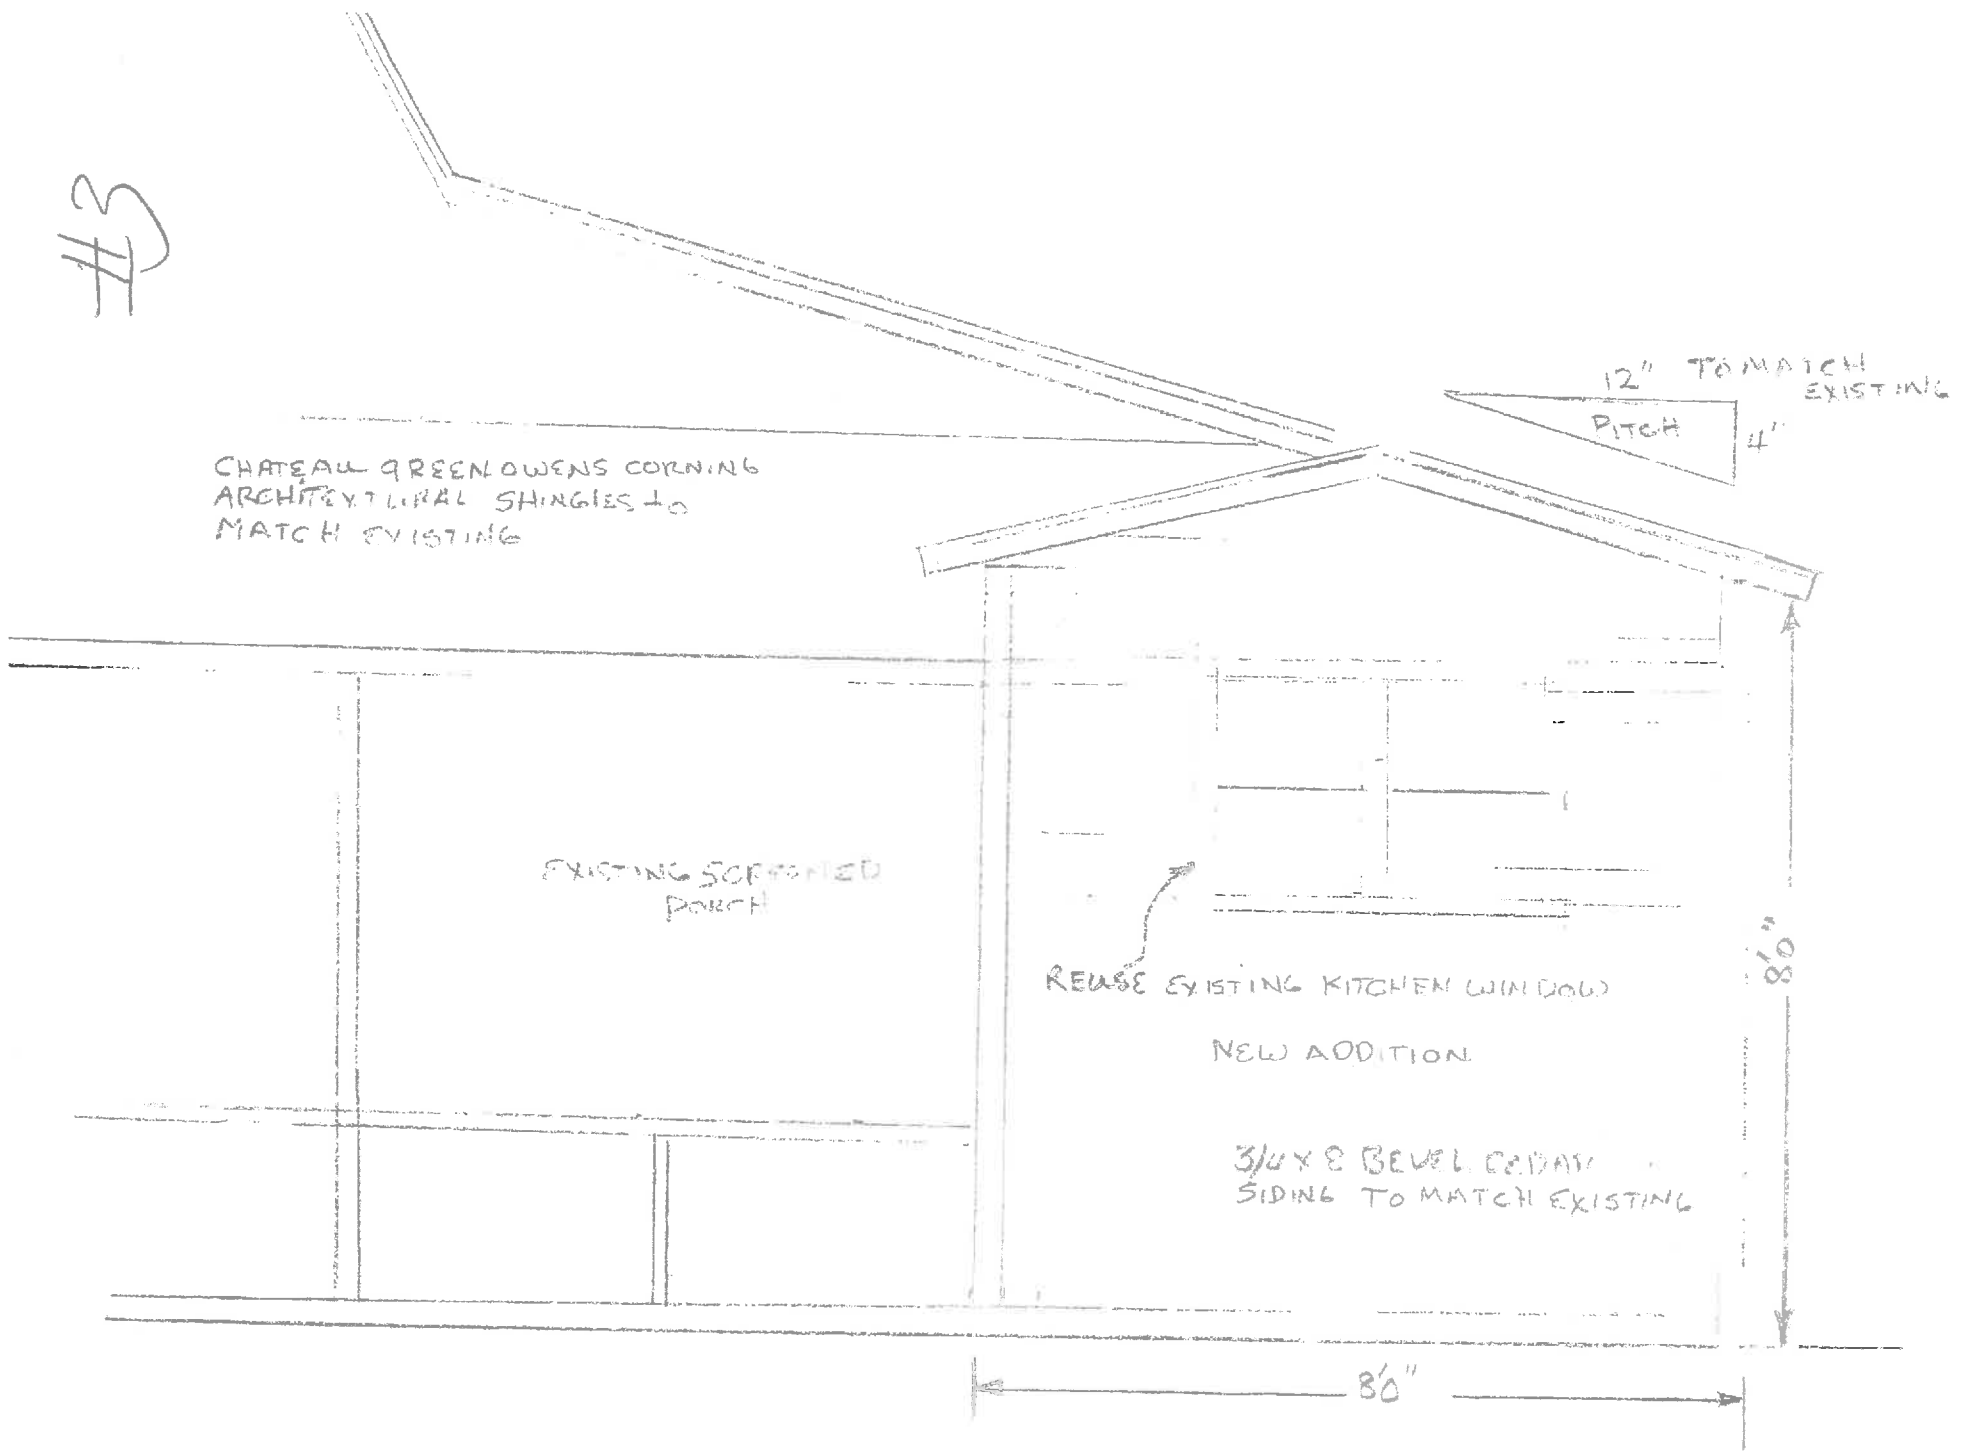 #3
12" TO MATCH
EXISTING
PITCH
4"
CHATEAU GREEN OWENS CORNING
ARCHITEXTURAL SHINGLES to
MATCH EXISTING
EXISTING SCREENED
PORCH
REUSE EXISTING KITCHEN WINDOW
NEW ADDITION
8'0"
3/4 x 8 BEVEL CEDAR
SIDING TO MATCH EXISTING
8'0"